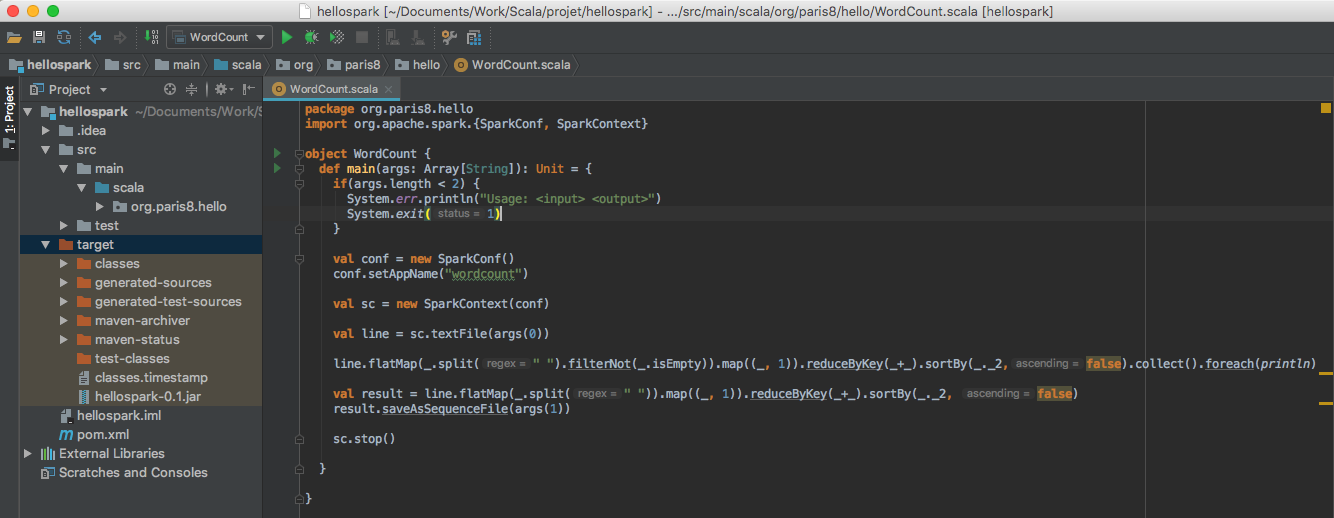 hellospark [~/Documents/Work/Scala/projet/hellospark] - .../src/main/scala/org/paris8/hello/WordCount.scala [hellospark]
WordCount
hellospark src main scala org paris8 hello WordCount.scala
1: Project
Project
WordCount.scala
hellospark ~/Documents/Work/S
.idea
src
main
scala
org.paris8.hello
test
target
classes
generated-sources
generated-test-sources
maven-archiver
maven-status
test-classes
classes.timestamp
hellospark-0.1.jar
hellospark.iml
pom.xml
External Libraries
Scratches and Consoles
package org.paris8.hello
import org.apache.spark.{SparkConf, SparkContext}
object WordCount {
def main(args: Array[String]): Unit = {
if(args.length < 2) {
System.err.println("Usage: <input> <output>")
System.exit( status = 1)
}
val conf = new SparkConf()
conf.setAppName("wordcount")
val sc = new SparkContext(conf)
val line = sc.textFile(args(0))
line.flatMap(_.split( regex = " ").filterNot(_.isEmpty)).map((_, 1)).reduceByKey(_+_).sortBy(_._2, ascending = false).collect().foreach(println)
val result = line.flatMap(_.split( regex = " ")).map((_, 1)).reduceByKey(_+_).sortBy(_._2, ascending = false)
result.saveAsSequenceFile(args(1))
sc.stop()
}
}